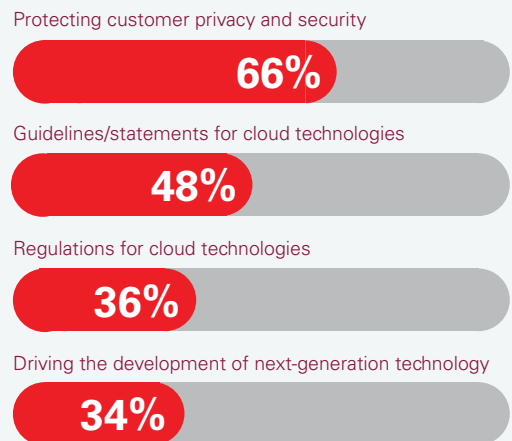 Protecting customer privacy and security
66%
Guidelines/statements for cloud technologies
48%
Regulations for cloud technologies
36%
Driving the development of next-generation technology
34%